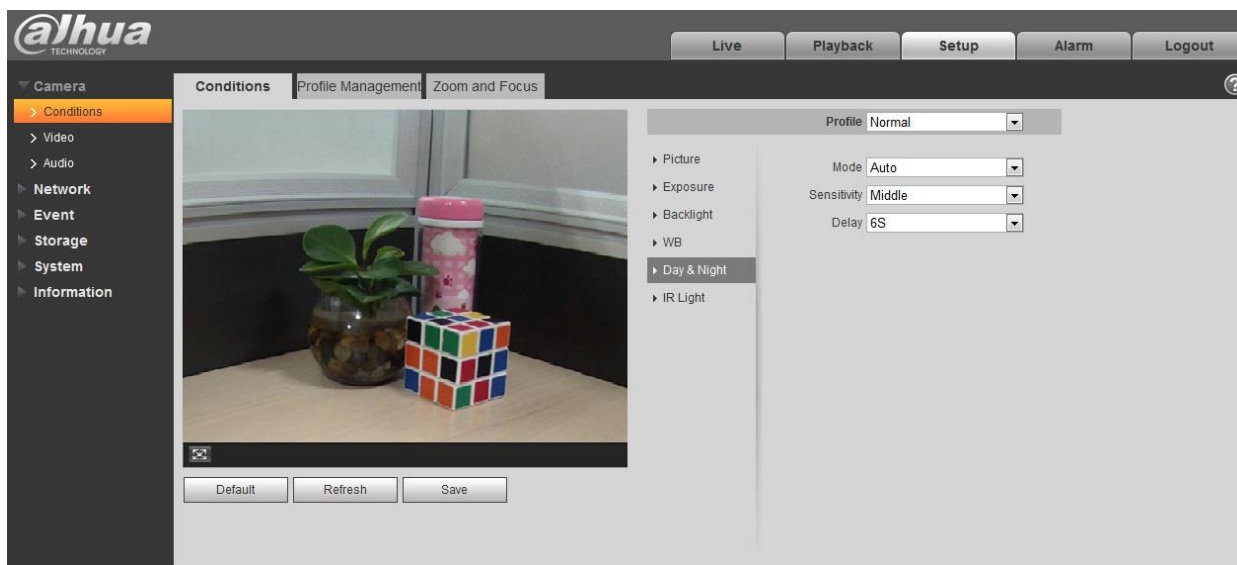 alhua
TECHNOLOGY
Live Playback Setup Alarm Logout
Camera
Conditions
Video
Audio
Network
Event
Storage
System
Information
Conditions Profile Management Zoom and Focus
?
Profile Normal
Picture
Exposure
Backlight
WB
Day & Night
IR Light
Mode Auto
Sensitivity Middle
Delay 6S
Default Refresh Save